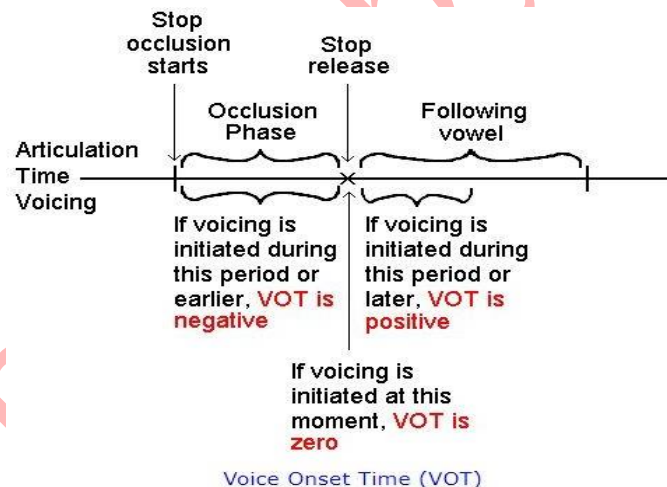 Stop
occlusion
starts
Stop
release
Occlusion
Phase
Following
vowel
Articulation
Time
Voicing
If voicing is
initiated during
this period or
earlier, VOT is
negative
If voicing is
initiated during
this period or
later, VOT is
positive
If voicing is
initiated at this
moment, VOT is
zero
Voice Onset Time (VOT)